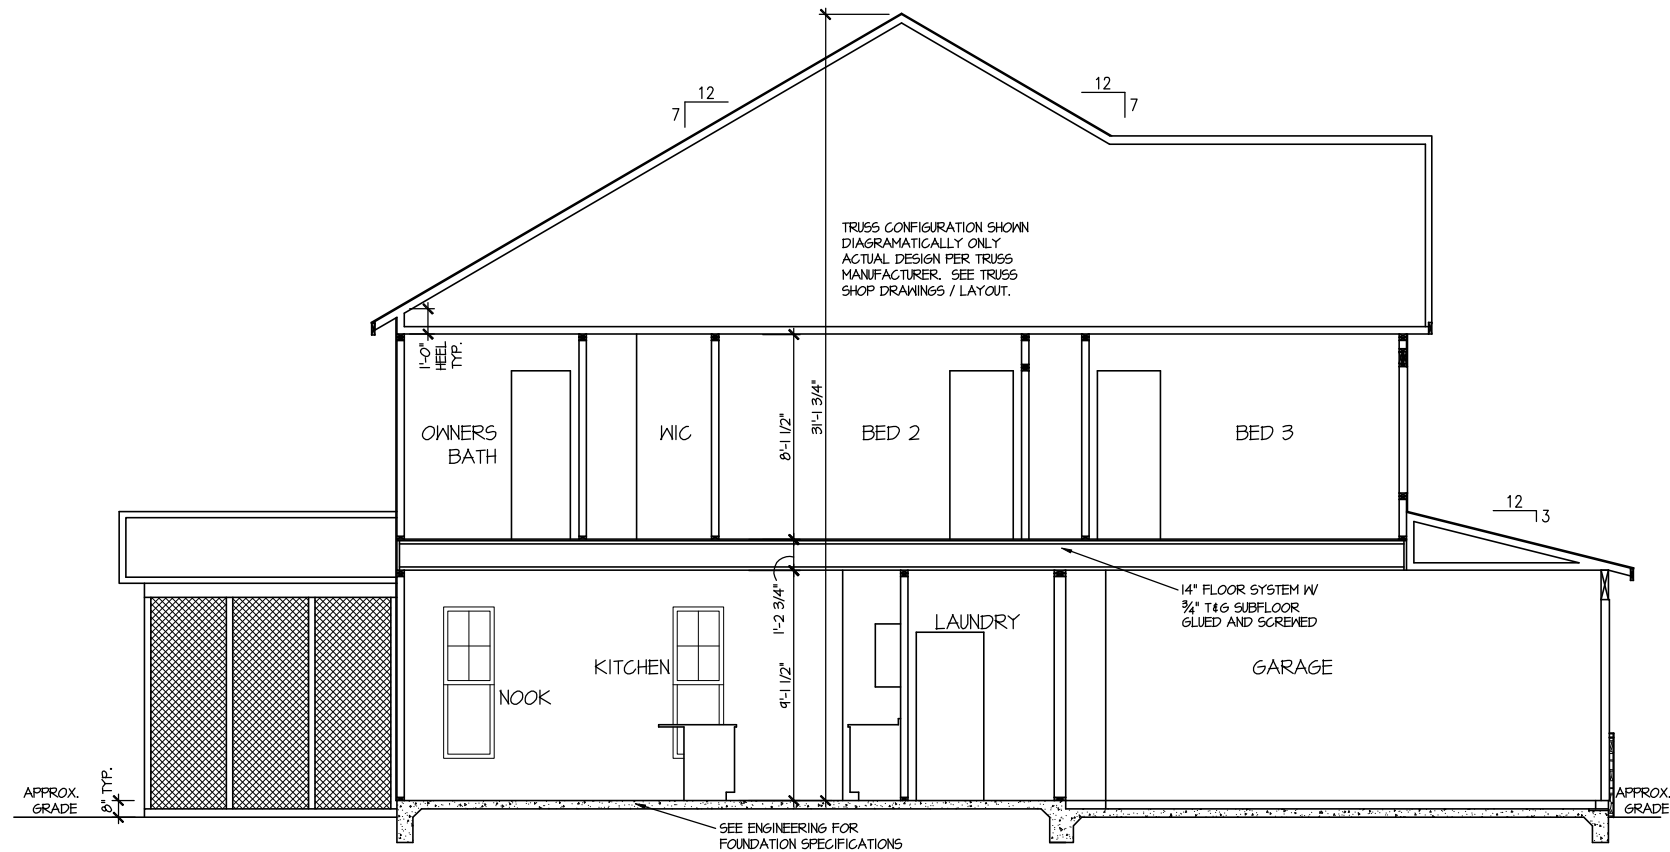 12
7
12
7
TRUSS CONFIGURATION SHOWN
DIAGRAMATICALLY ONLY
ACTUAL DESIGN PER TRUSS
MANUFACTURER. SEE TRUSS
SHOP DRAWINGS / LAYOUT.
1'-0"
HEEL
TYP.
31'-1 3/4"
8'-1 1/2"
OWNERS
BATH
WIC
BED 2
BED 3
12
3
1'-2 3/4"
14" FLOOR SYSTEM W/
3/4" T&G SUBFLOOR
GLUED AND SCREWED
LAUNDRY
KITCHEN
NOOK
9'-1 1/2"
GARAGE
APPROX.
GRADE
8" TYP.
APPROX.
GRADE
SEE ENGINEERING FOR
FOUNDATION SPECIFICATIONS